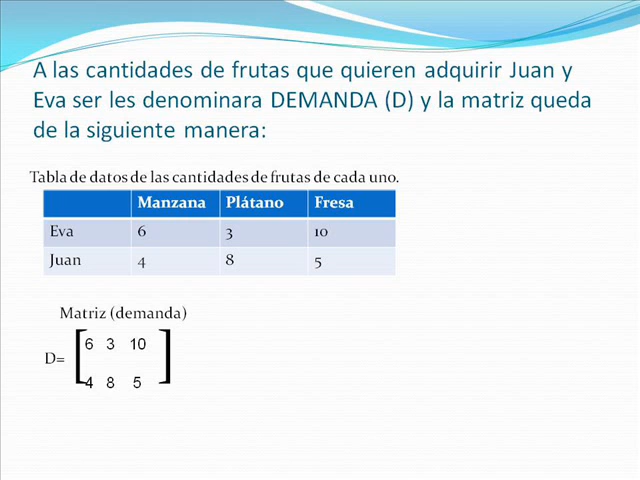 A las cantidades de frutas que quieren adquirir Juan y
Eva ser les denominara DEMANDA (D) y la matriz queda
de la siguiente manera:
Tabla de datos de las cantidades de frutas de cada uno.
Manzana Plátano Fresa
Eva 6 3 10
Juan 4 8 5
Matriz (demanda)
6 3 10
D=
4 8 5